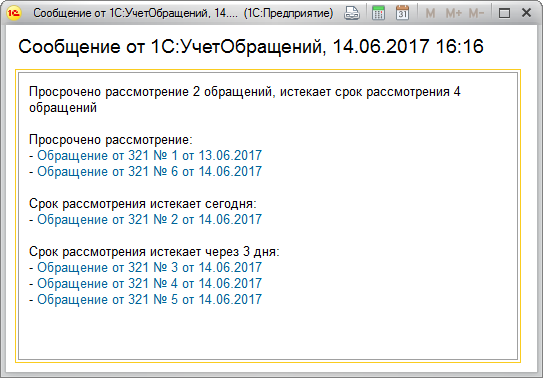 Сообщение от 1С:УчетОбращений, 14.... (1С:Предприятие) 31 M M+ M-
Сообщение от 1С:УчетОбращений, 14.06.2017 16:16
Просрочено рассмотрение 2 обращений, истекает срок рассмотрения 4
обращений
Просрочено рассмотрение:
- Обращение от 321 № 1 от 13.06.2017
- Обращение от 321 № 6 от 14.06.2017
Срок рассмотрения истекает сегодня:
- Обращение от 321 № 2 от 14.06.2017
Срок рассмотрения истекает через 3 дня:
- Обращение от 321 № 3 от 14.06.2017
- Обращение от 321 № 4 от 14.06.2017
- Обращение от 321 № 5 от 14.06.2017